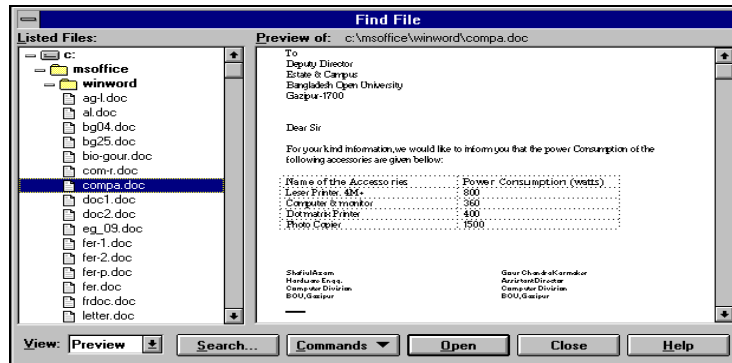 Find File
Listed Files:
Preview of: c:\msoffice\winword\compa.doc
c:
msoffice
winword
ag-l.doc
al.doc
bg04.doc
bg25.doc
bio-gour.doc
com-r.doc
compa.doc
doc1.doc
doc2.doc
eg_09.doc
fer-1.doc
fer-2.doc
fer-p.doc
fer.doc
frdoc.doc
letter.doc
To
Deputy Director
Estate & Campus
Bangladesh Open University
Gazipur-1700
Dear Sir
For your kind information, we would like to inform you that the power Consumption of the
following accessories are given bellow:
Name of the Accessories Power Consumption (watts)
Leser Printer. 4M+ 800
Computer & monitor 360
Dotmatrix Printer 400
Photo Copier 1500
Shafiul Azam
Hardware Engg.
Computer Division
BOU, Gazipur
Gour Chandra Karmaker
Assistant Director
Computer Division
BOU, Gazipur
View: Preview Search... Commands Open Close Help